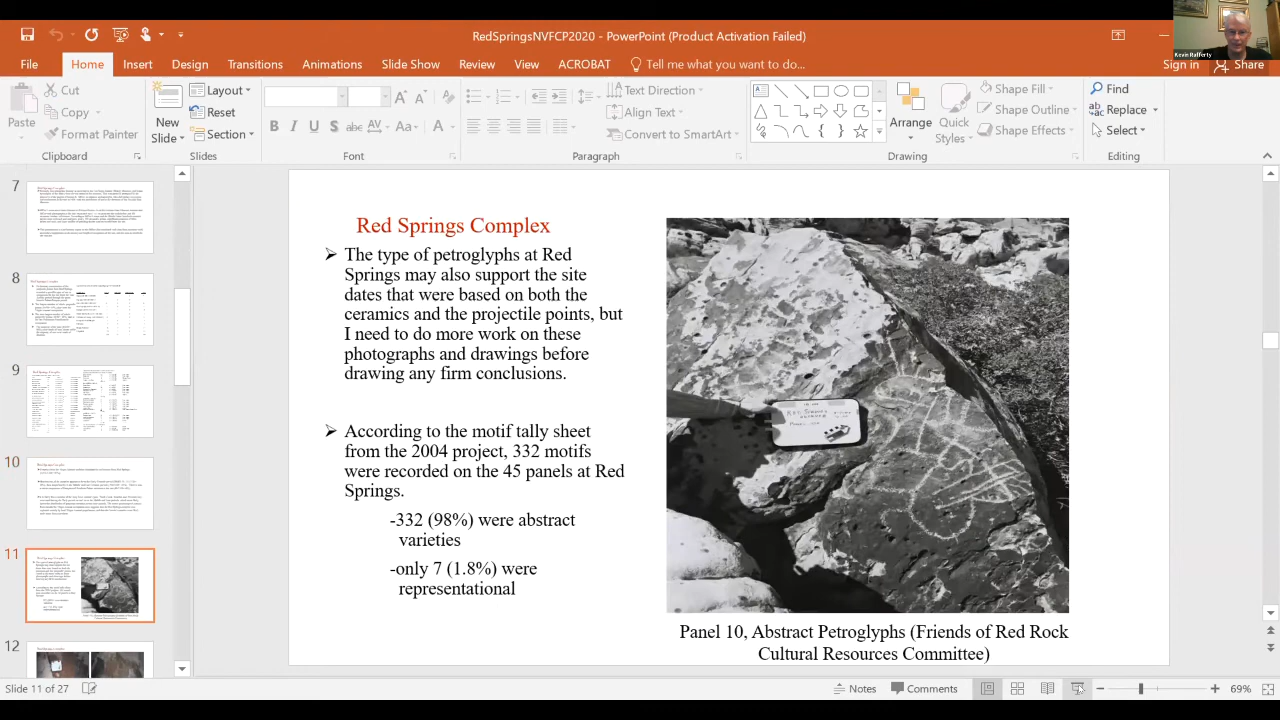 RedSpringsNVFCP2020 - PowerPoint (Product Activation Failed)
Kevin Rafferty
File Home Insert Design Transitions Animations Slide Show Review View ACROBAT Tell me what you want to do... Sign in Share
Paste
Cut
Copy
Format Painter
Clipboard
New Slide
Layout
Reset
Section
Slides
Font
Text Direction
Align Text
Convert to SmartArt
Paragraph
Arrange
Quick Styles
Shape Fill
Shape Outline
Shape Effects
Drawing
Find
Replace
Select
Editing
7
8
9
10
11
12
Red Springs Complex
The type of petroglyphs at Red
Springs may also support the site
dates that were based on both the
ceramics and the projectile points, but
I need to do more work on these
photographs and drawings before
drawing any firm conclusions.
According to the motif tally sheet
from the 2004 project, 332 motifs
were recorded on the 45 panels at Red
Springs.
-332 (98%) were abstract
varieties
-only 7 (1.8%) were
representational
Panel 10, Abstract Petroglyphs (Friends of Red Rock
Cultural Resources Committee)
Slide 11 of 27 Notes Comments 69%